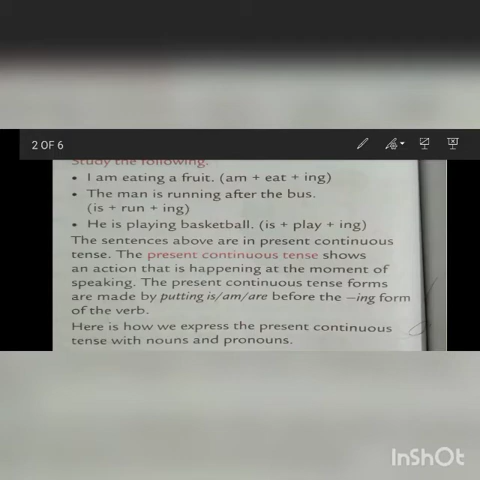 2 OF 6
Study the following.
• I am eating a fruit. (am + eat + ing)
• The man is running after the bus.
(is + run + ing)
• He is playing basketball. (is + play + ing)
The sentences above are in present continuous
tense. The present continuous tense shows
an action that is happening at the moment of
speaking. The present continuous tense forms
are made by putting is/am/are before the –ing form
of the verb.
Here is how we express the present continuous
tense with nouns and pronouns.
InShOt